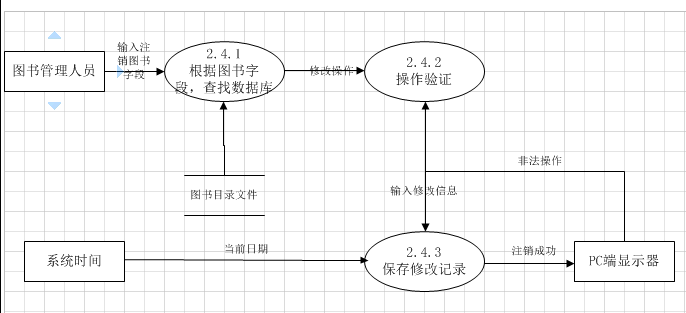 图书管理人员
输入注
销图书
字段
2.4.1
根据图书字
段，查找数据库
修改操作
2.4.2
操作验证
图书目录文件
输入修改信息
非法操作
系统时间
当前日期
2.4.3
保存修改记录
注销成功
PC端显示器